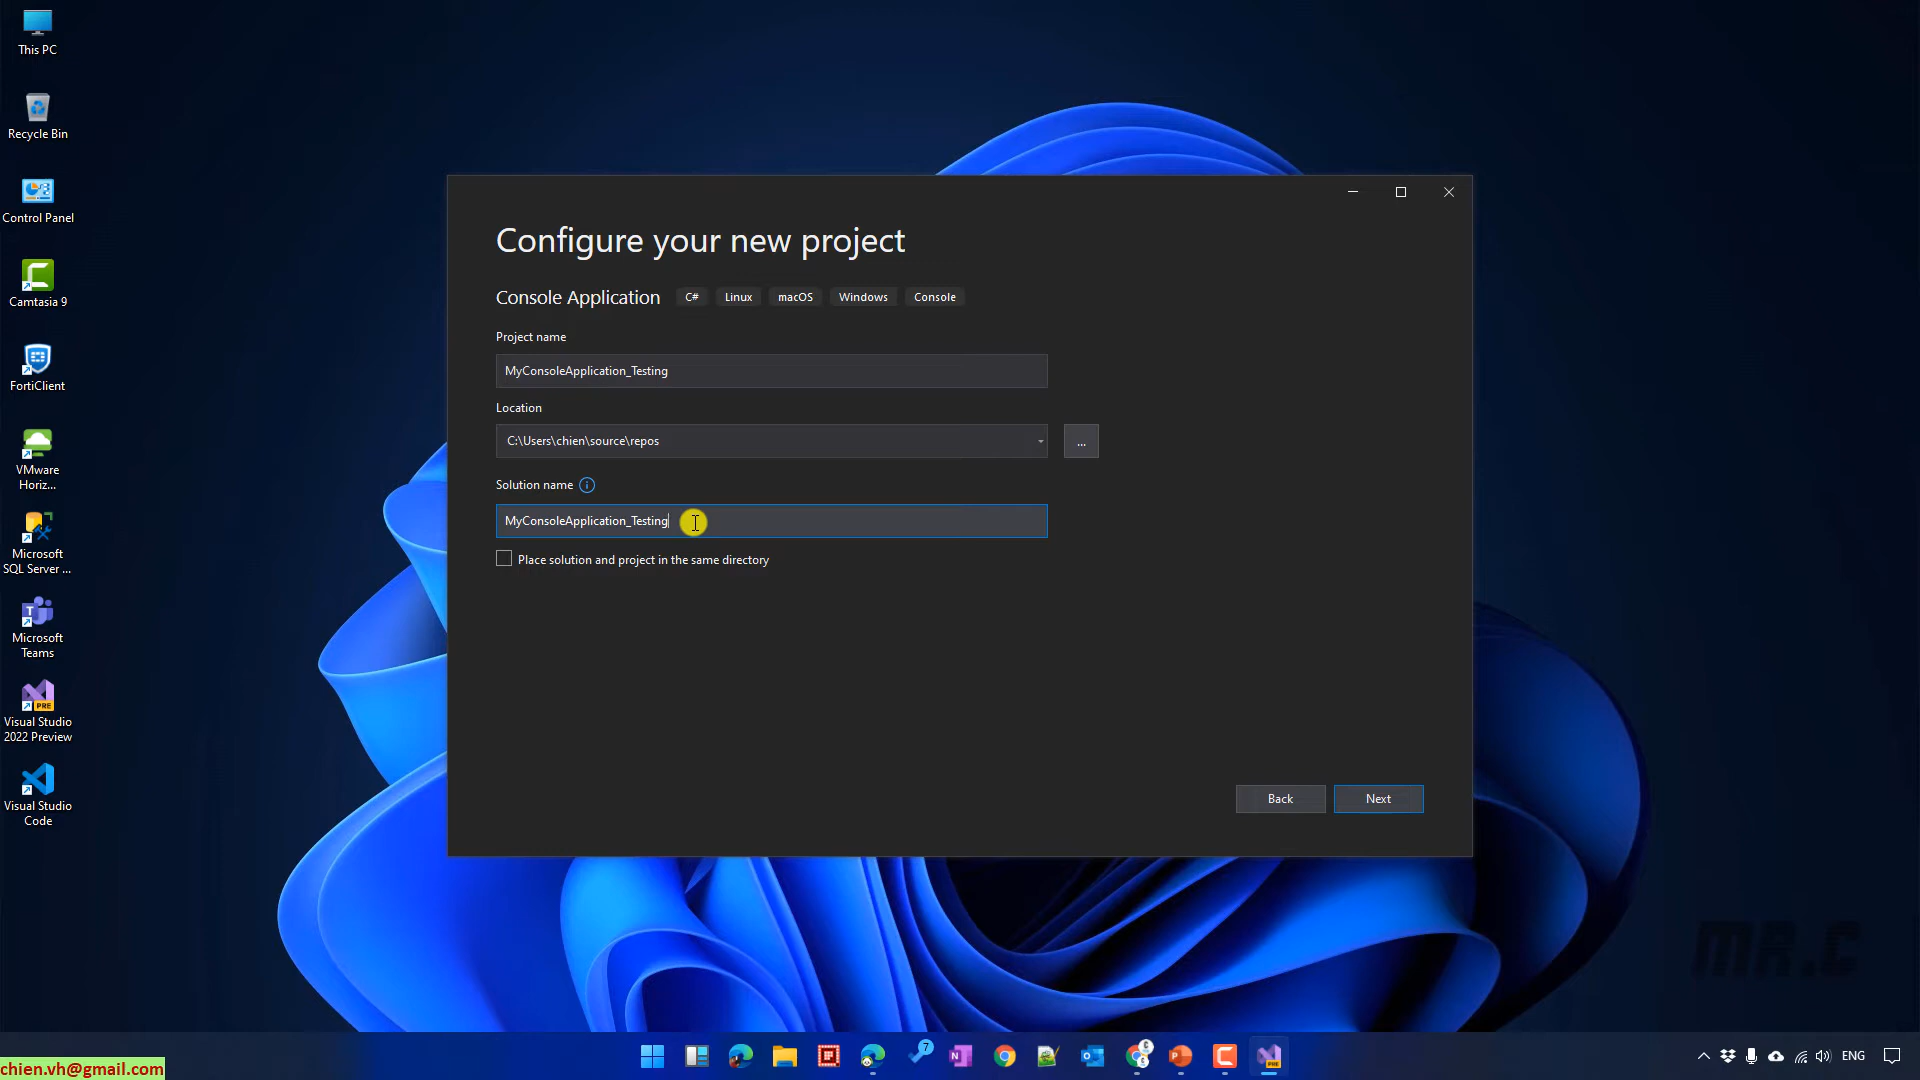 This PC
Recycle Bin
Control Panel
Camtasia 9
FortiClient
VMware
Horiz...
Microsoft
SQL Server ...
Microsoft
Teams
PRE
Visual Studio
2022 Preview
Visual Studio
Code
Configure your new project
Console Application C# Linux macOS Windows Console
Project name
MyConsoleApplication_Testing
Location
C:\Users\chien\source\repos
...
Solution name
MyConsoleApplication_Testing
Place solution and project in the same directory
Back Next
MR.C
7
ENG
chien.vh@gmail.com